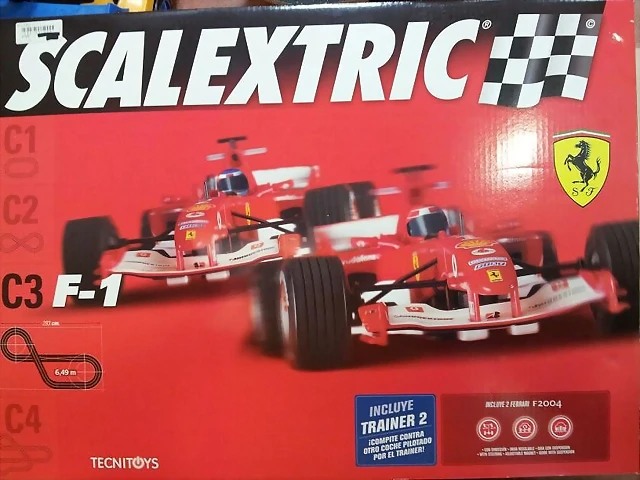 SCALEXTRIC®
©
C1
C2
S F
C3 F-1
6,49 m
C4
INCLUYE
TRAINER 2
¡COMPITE CONTRA
OTRO COCHE PILOTADO
POR EL TRAINER!
INCLUYE 2 FERRARI F2004
TECNITOYS